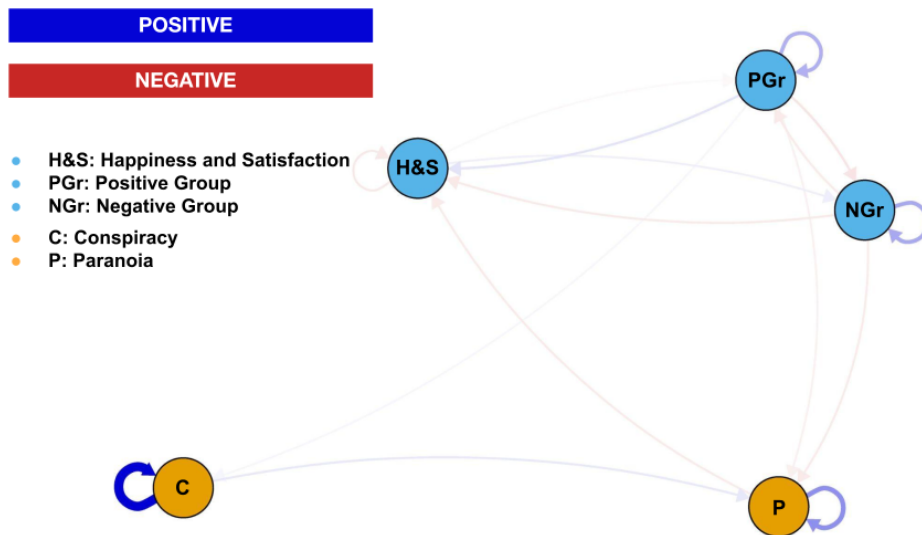 POSITIVE
NEGATIVE
H&S: Happiness and Satisfaction
PGr: Positive Group
NGr: Negative Group
C: Conspiracy
P: Paranoia
PGr
H&S
NGr
C
P